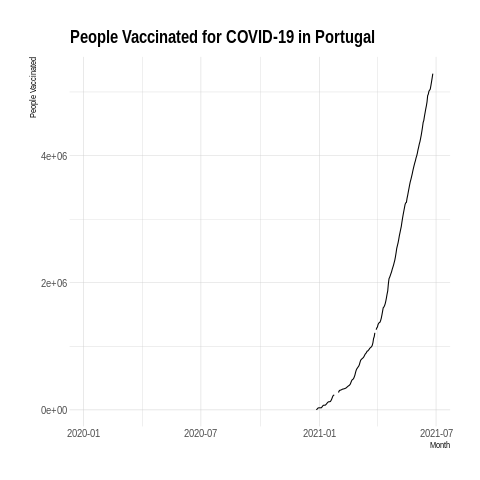 People Vaccinated for COVID-19 in Portugal
People Vaccinated
4e+06
2e+06
0e+00
2020-01
2020-07
2021-01
2021-07
Month